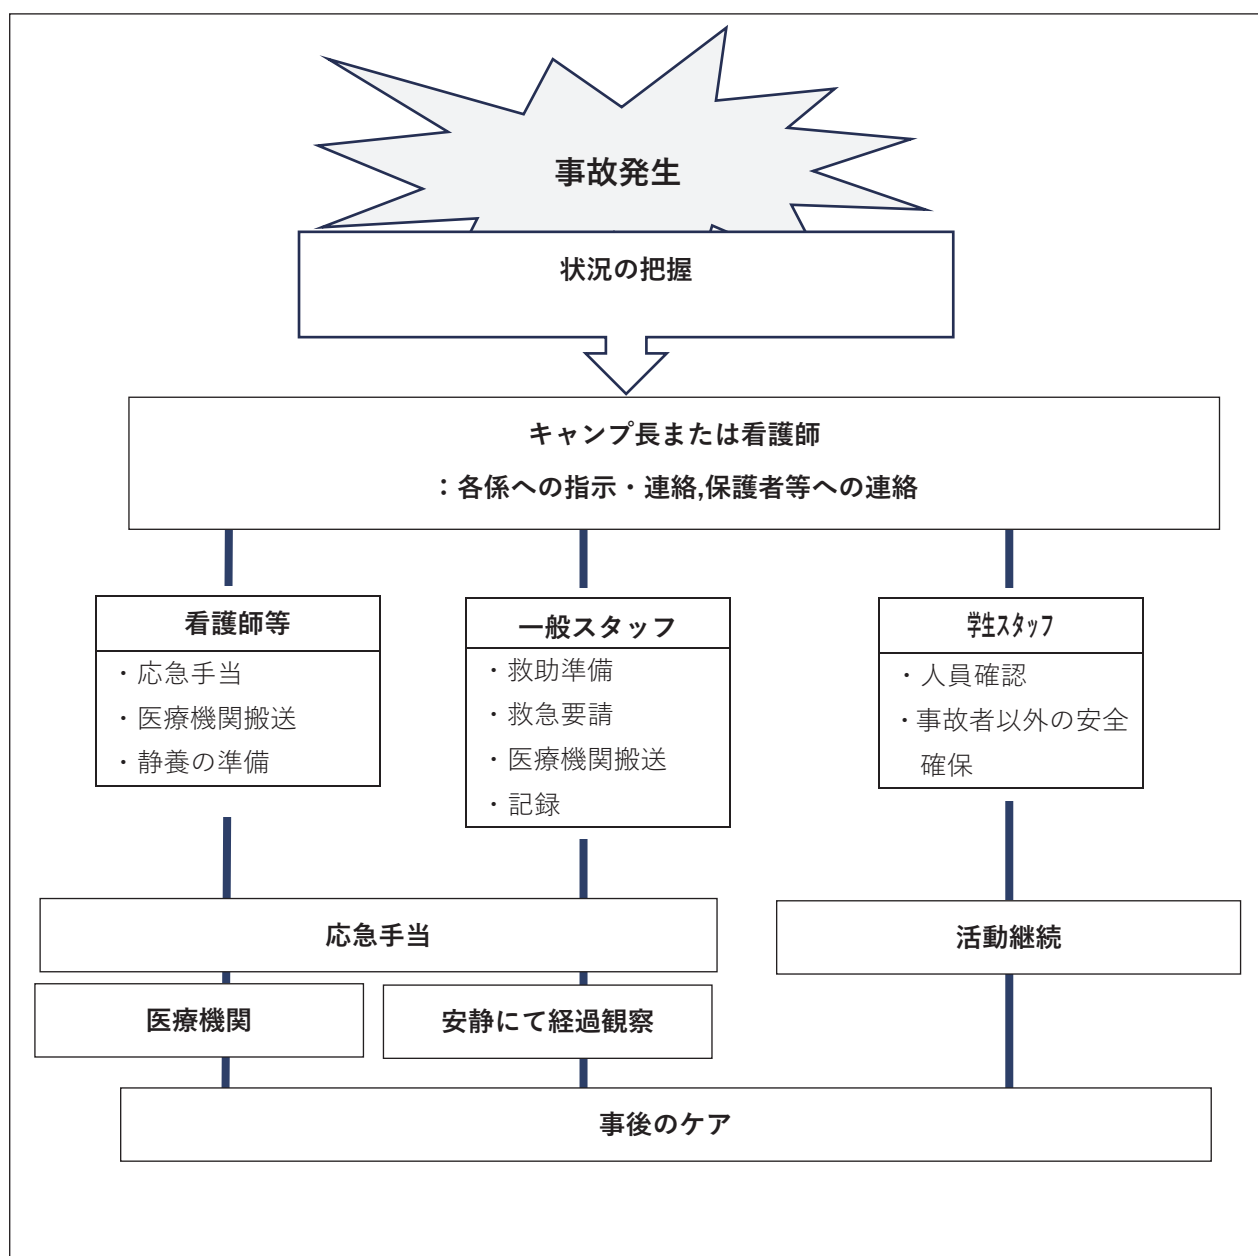 事故発生
状況の把握
キャンプ長または看護師
：各係への指示・連絡,保護者等への連絡
看護師等
・応急手当
・医療機関搬送
・静養の準備
一般スタッフ
・救助準備
・救急要請
・医療機関搬送
・記録
学生スタッフ
・人員確認
・事故者以外の安全
確保
応急手当
活動継続
医療機関
安静にて経過観察
事後のケア